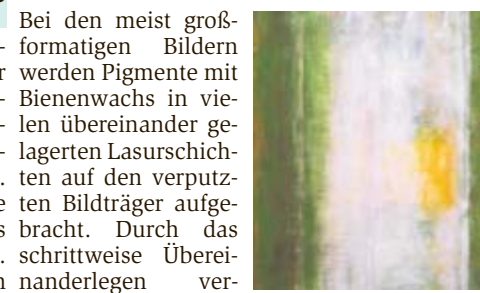 Bei den meist groß-
formatigen Bildern
werden Pigmente mit
Bienenwachs in vie-
len übereinander ge-
lagerten Lasurschich-
ten auf den verputz-
ten Bildträger aufge-
bracht. Durch das
schrittweise Überei-
nanderlegen ver-